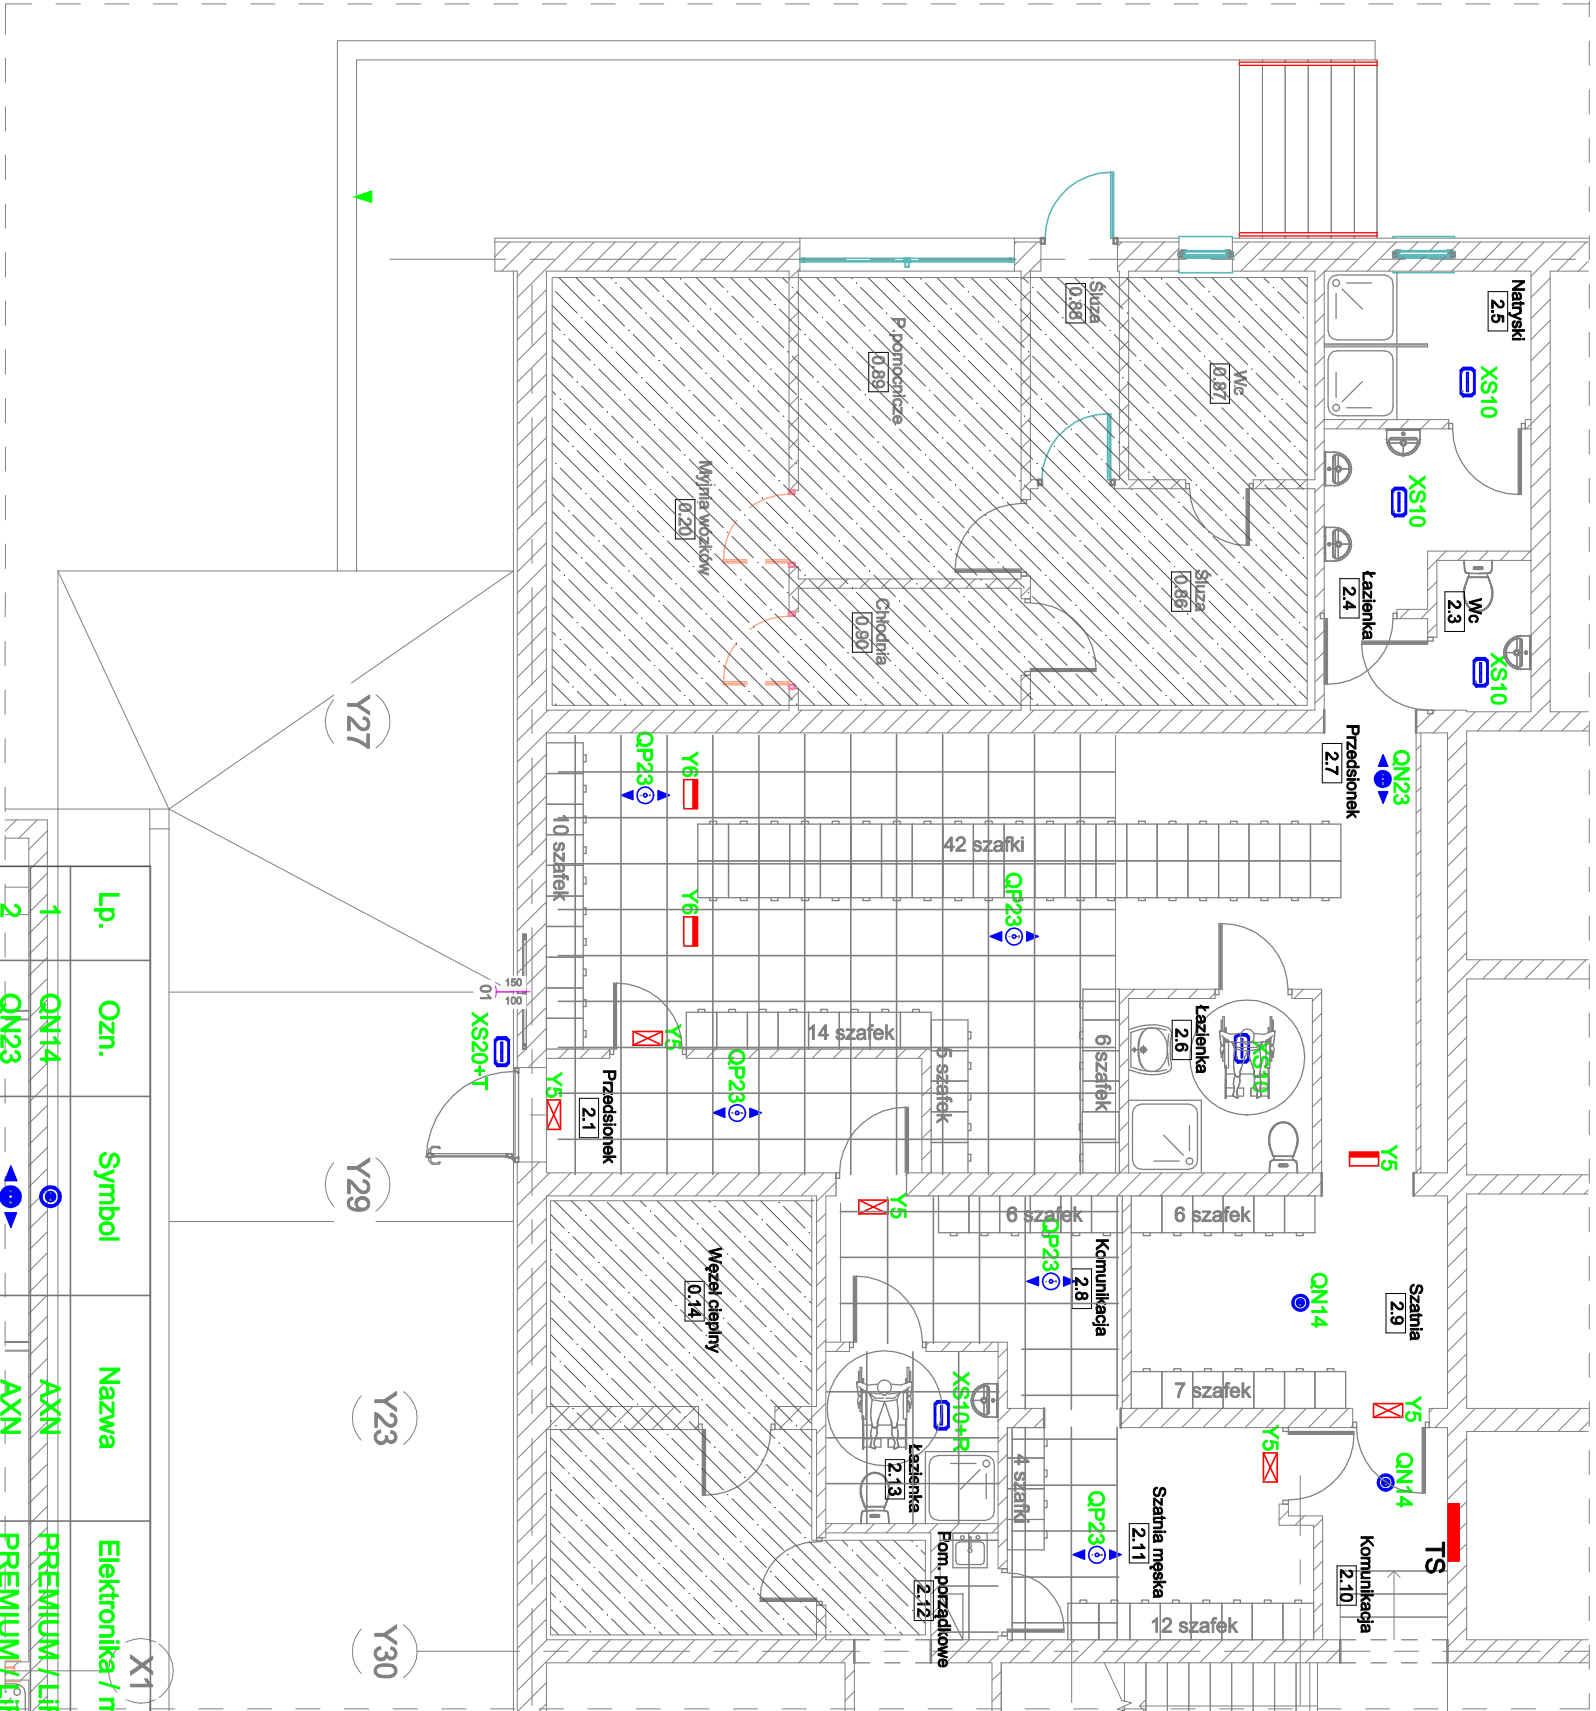 Natryski
2.5
XS10
XS10
Łazienka
2.4
Wc
2.3
XS10
Śluza
0.88
Wc
0.87
P.pomocnicze
0.89
Myjnia wózków
0.20
Śluza
0.86
Chłodnia
0.90
Przedsionek
2.7
QN23
QP23
Y6
10 szafek
42 szafki
Y6
QP23
14 szafek
5 szafek
6 szafek
Łazienka
2.6
XS10
Y5
QP23
Y5
Przedsionek
2.1
XS20+T
150
100
01
Y5
Y5
6 szafek
6 szafek
QP23
Komunikacja
2.8
QN14
Szatnia
2.9
7 szafek
Y5
Y5
QN14
TS
Komunikacja
2.10
Szatnia męska
2.11
QP23
12 szafek
4 szafki
XS10+R
Łazienka
2.13
Pom. porządkowe
2.12
Węzeł cieplny
0.14
Y27
Y29
Y23
Y30
X1
Lp. Ozn. Symbol Nazwa Elektronika /
1 QN14 AXN PREMIUM /
2 QN23 AXN PREMIUM /